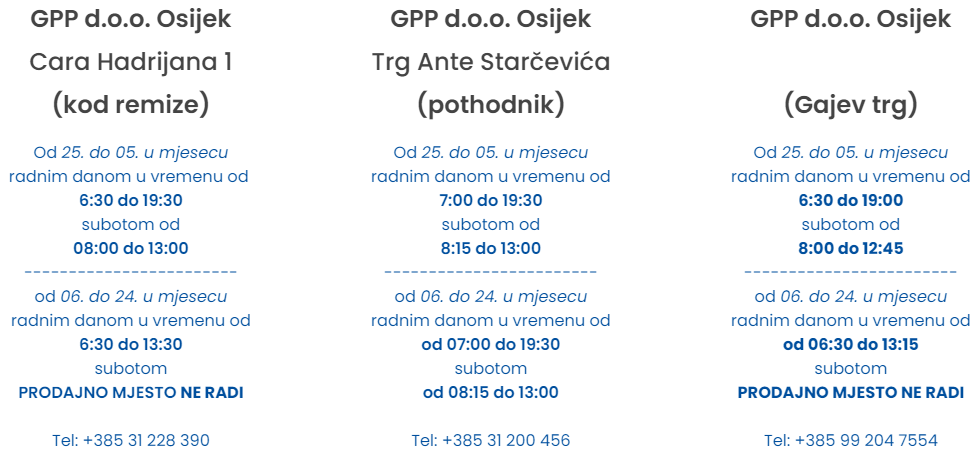 GPP d.o.o. Osijek
Cara Hadrijana 1
(kod remize)
Od 25. do 05. u mjesecu
radnim danom u vremenu od
6:30 do 19:30
subotom od
08:00 do 13:00
------------------------
od 06. do 24. u mjesecu
radnim danom u vremenu od
6:30 do 13:30
subotom
PRODAJNO MJESTO NE RADI
Tel: +385 31 228 390
GPP d.o.o. Osijek
Trg Ante Starčevića
(pothodnik)
Od 25. do 05. u mjesecu
radnim danom u vremenu od
7:00 do 19:30
subotom od
8:15 do 13:00
------------------------
od 06. do 24. u mjesecu
radnim danom u vremenu od
od 07:00 do 19:30
subotom
od 08:15 do 13:00
Tel: +385 31 200 456
GPP d.o.o. Osijek
(Gajev trg)
Od 25. do 05. u mjesecu
radnim danom u vremenu od
6:30 do 19:00
subotom od
8:00 do 12:45
------------------------
od 06. do 24. u mjesecu
radnim danom u vremenu od
od 06:30 do 13:15
subotom
PRODAJNO MJESTO NE RADI
Tel: +385 99 204 7554